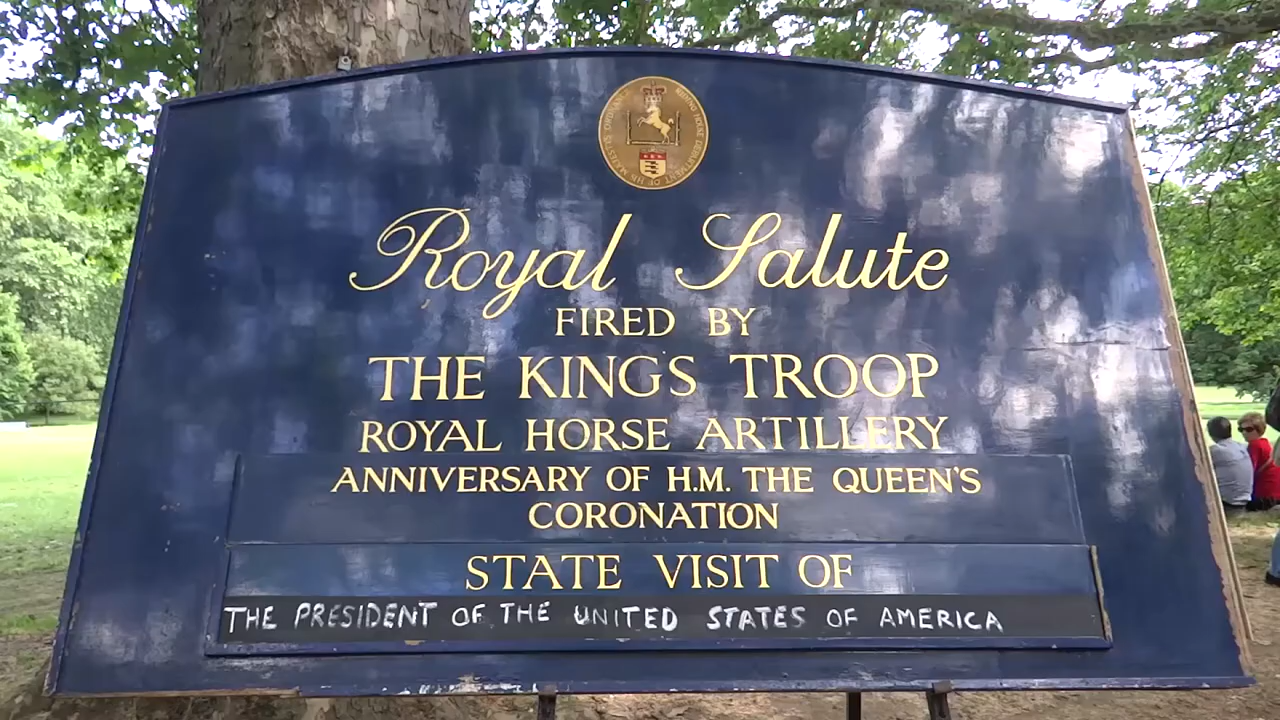 Royal Salute
FIRED BY
THE KINGS TROOP
ROYAL HORSE ARTILLERY
ANNIVERSARY OF H.M. THE QUEEN'S
CORONATION
STATE VISIT OF
THE PRESIDENT OF THE UNITED STATES OF AMERICA